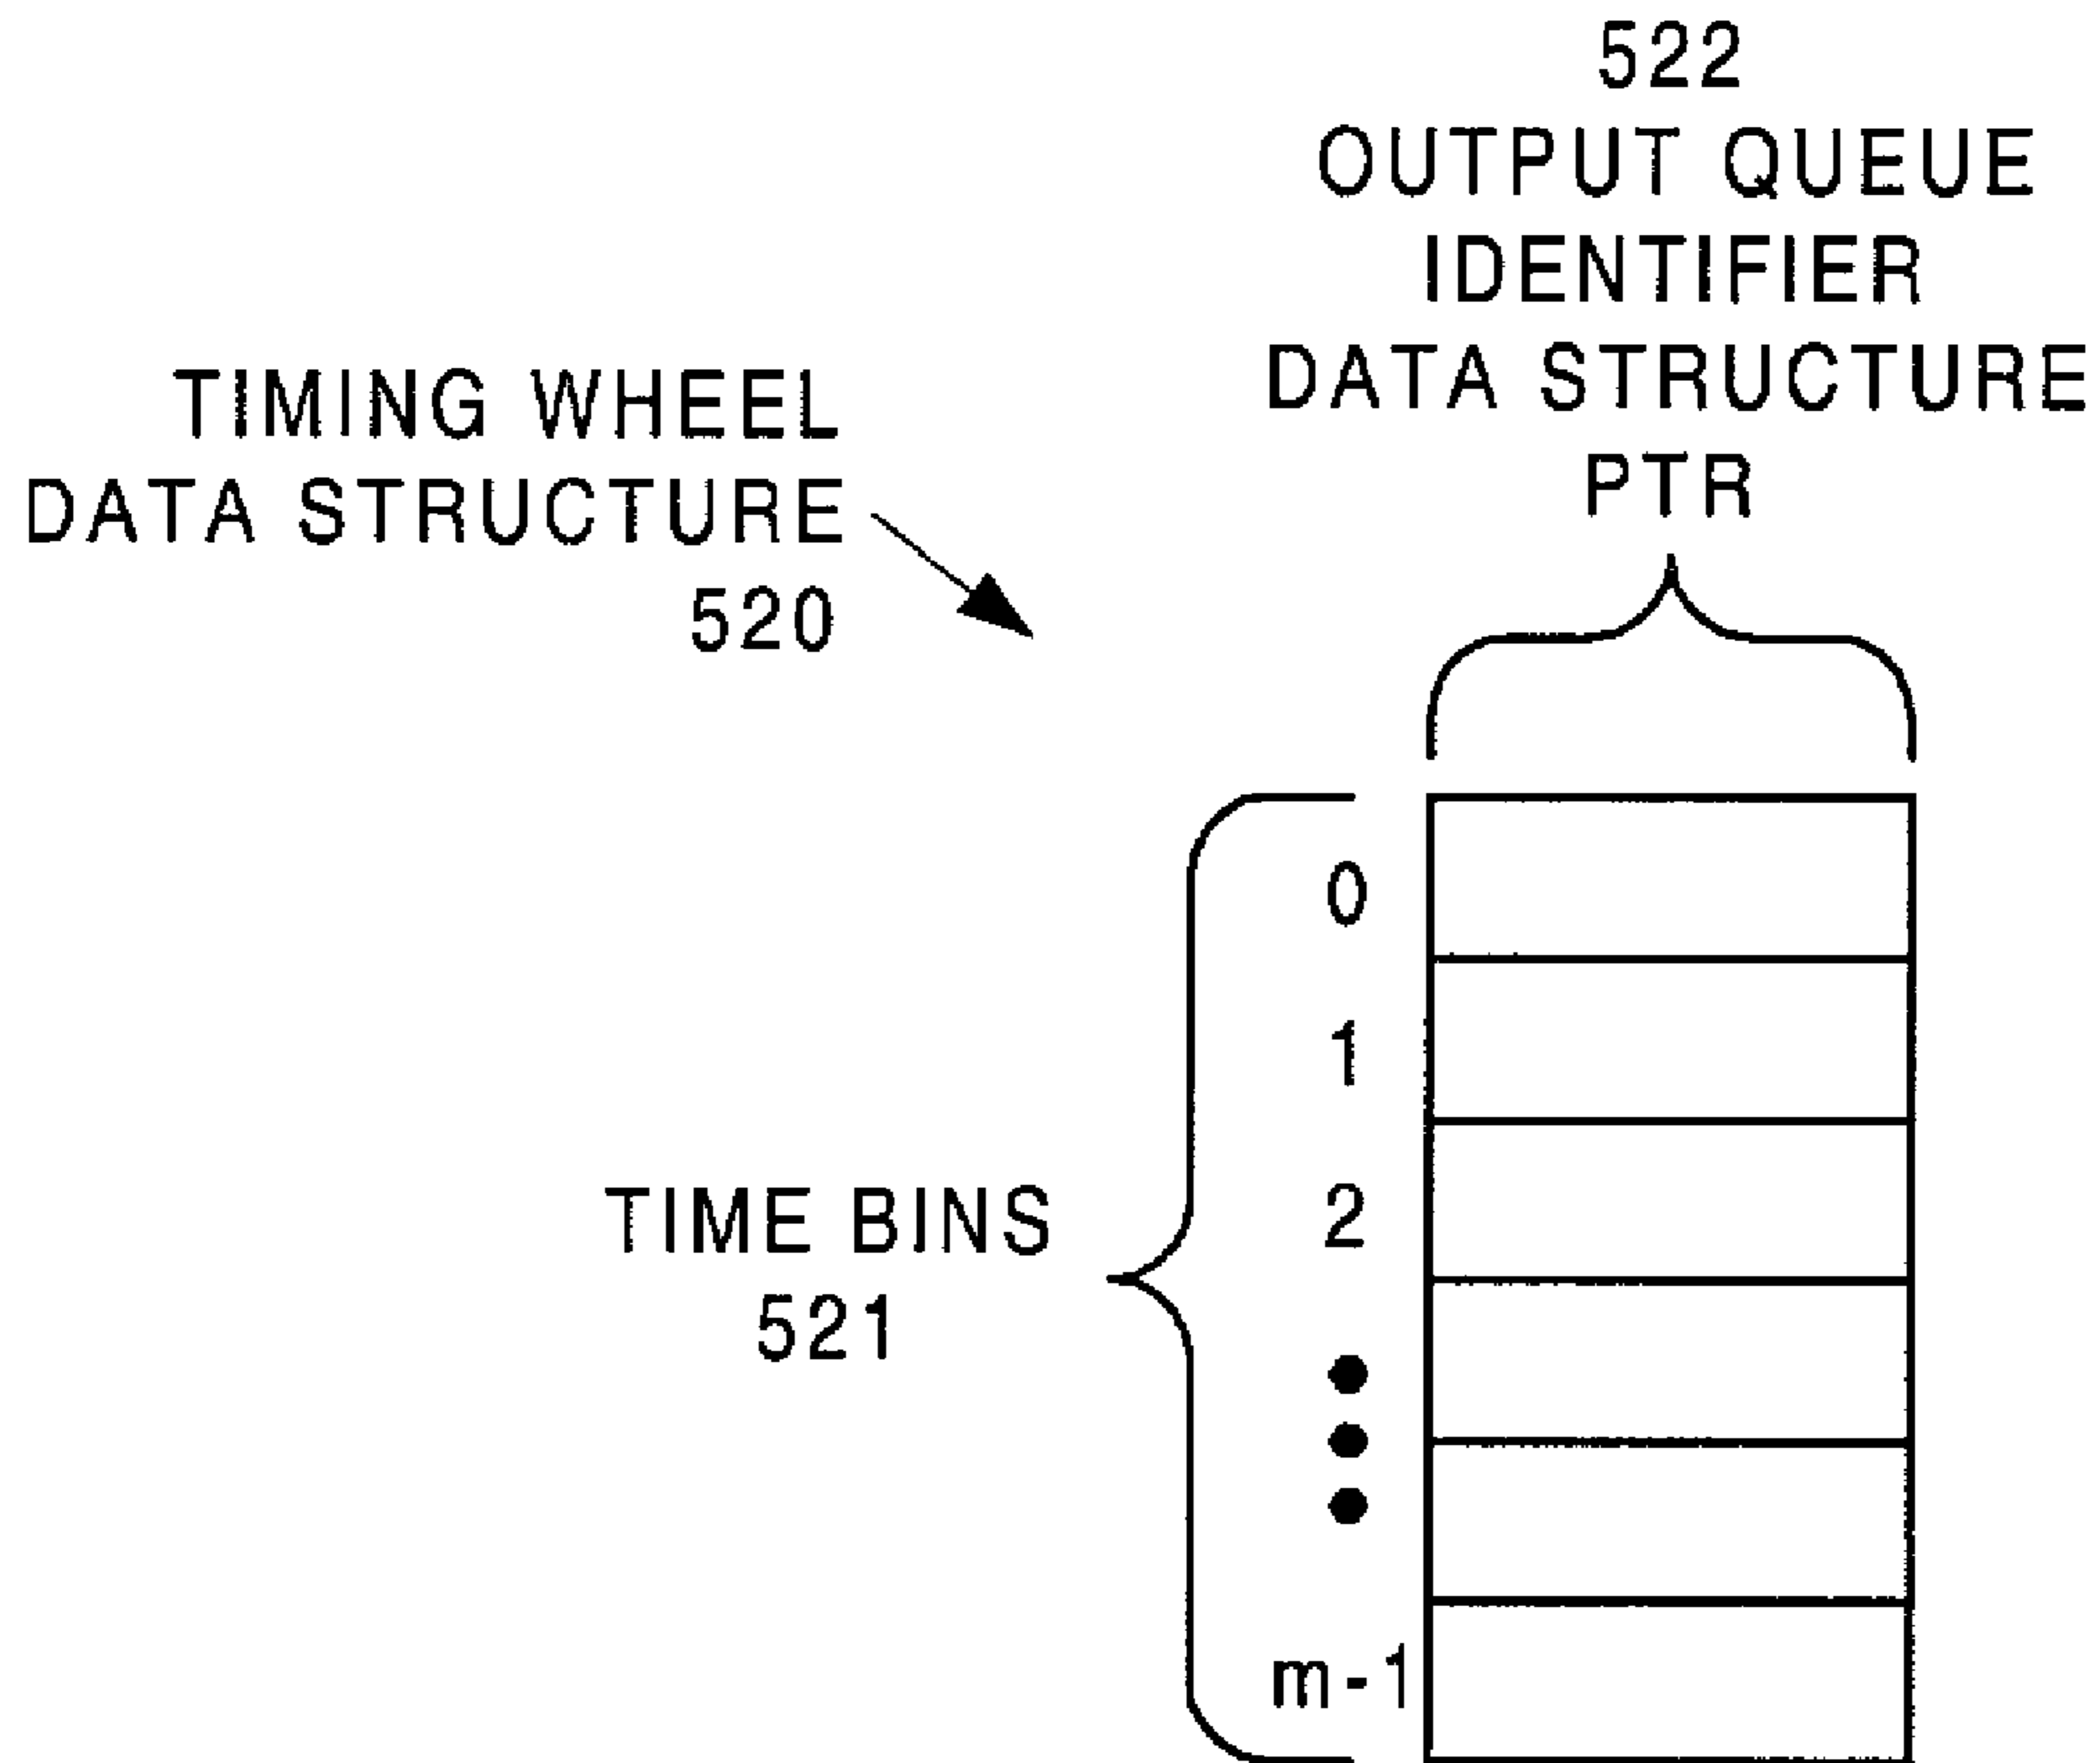 522
OUTPUT QUEUE
IDENTIFIER
DATA STRUCTURE
PTR
TIMING WHEEL
DATA STRUCTURE
520
0
1
2
TIME BINS
521
m-1